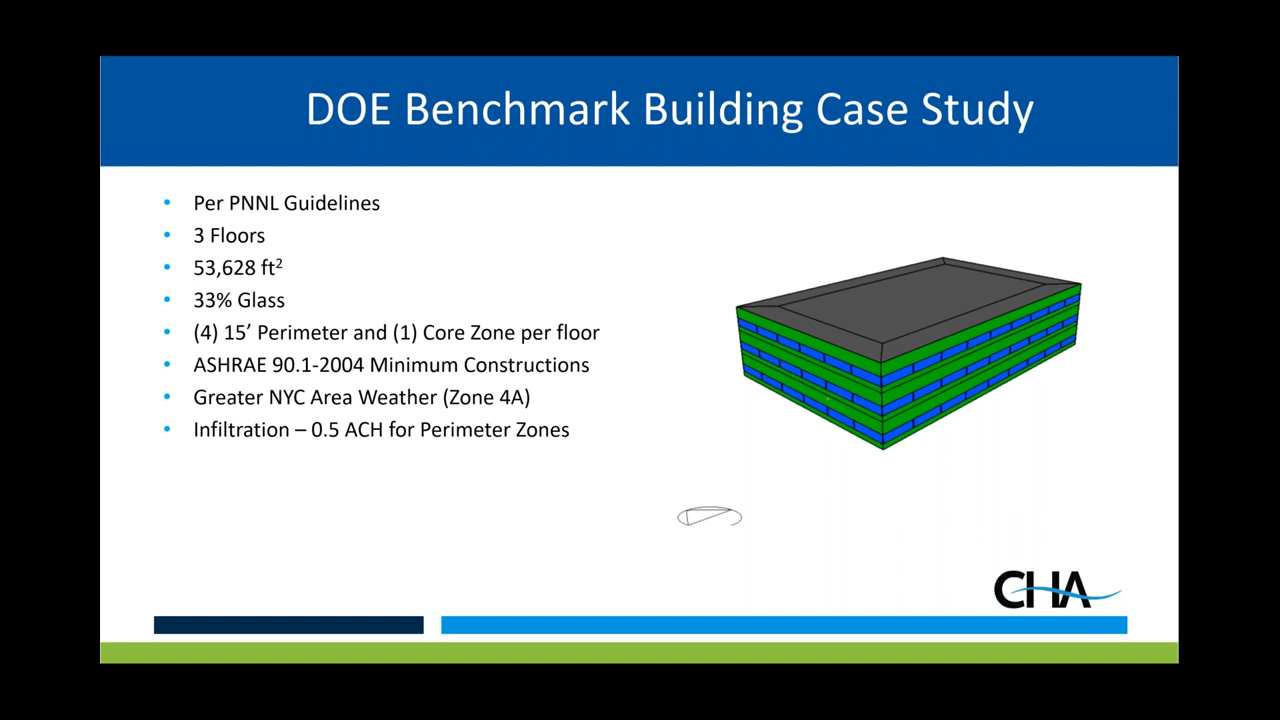 DOE Benchmark Building Case Study
• Per PNNL Guidelines
• 3 Floors
• 53,628 ft²
• 33% Glass
• (4) 15’ Perimeter and (1) Core Zone per floor
• ASHRAE 90.1-2004 Minimum Constructions
• Greater NYC Area Weather (Zone 4A)
• Infiltration – 0.5 ACH for Perimeter Zones
CHA